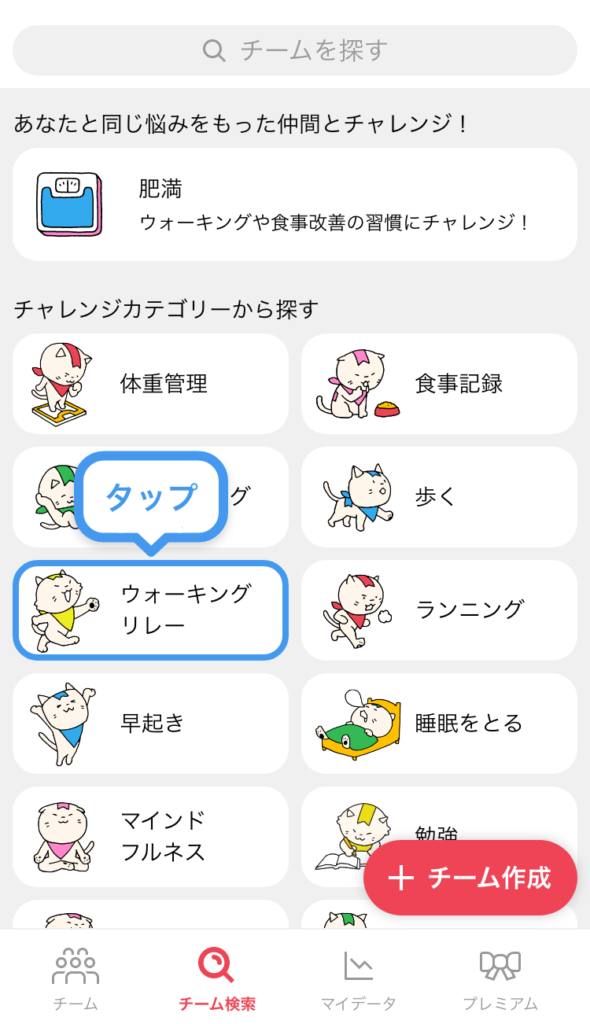 チームを探す
あなたと同じ悩みをもった仲間とチャレンジ！
肥満
ウォーキングや食事改善の習慣にチャレンジ！
チャレンジカテゴリーから探す
体重管理
食事記録
タップ
グ
歩く
ウォーキング
リレー
ランニング
早起き
睡眠をとる
マインド
フルネス
勉強
＋ チーム作成
チーム
チーム検索
マイデータ
プレミアム